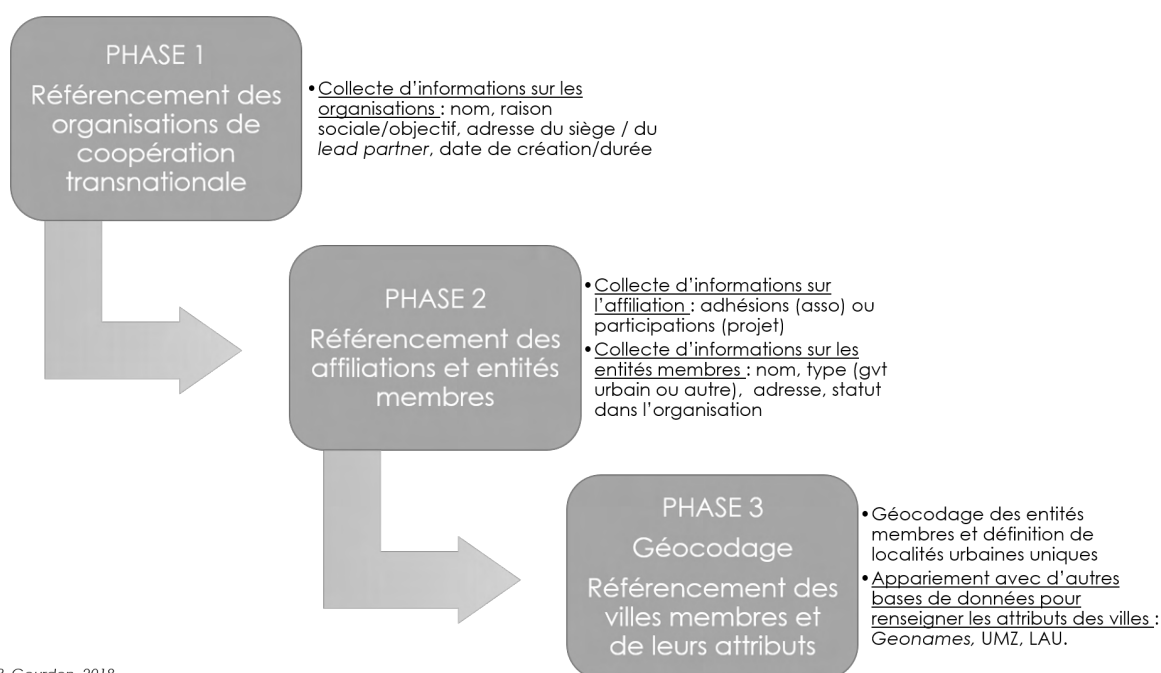 PHASE 1
Référencement des
organisations de
coopération
transnationale
•Collecte d'informations sur les
organisations : nom, raison
sociale/objectif, adresse du siège / du
lead partner, date de création/durée
PHASE 2
Référencement des
affiliations et entités
membres
•Collecte d'informations sur
l'affiliation : adhésions (asso) ou
participations (projet)
•Collecte d'informations sur les
entités membres : nom, type (gvt
urbain ou autre), adresse, statut
dans l'organisation
PHASE 3
Géocodage
Référencement des
villes membres et
de leurs attributs
•Géocodage des entités
membres et définition de
localités urbaines uniques
•Appariement avec d'autres
bases de données pour
renseigner les attributs des villes :
Geonames, UMZ, LAU.